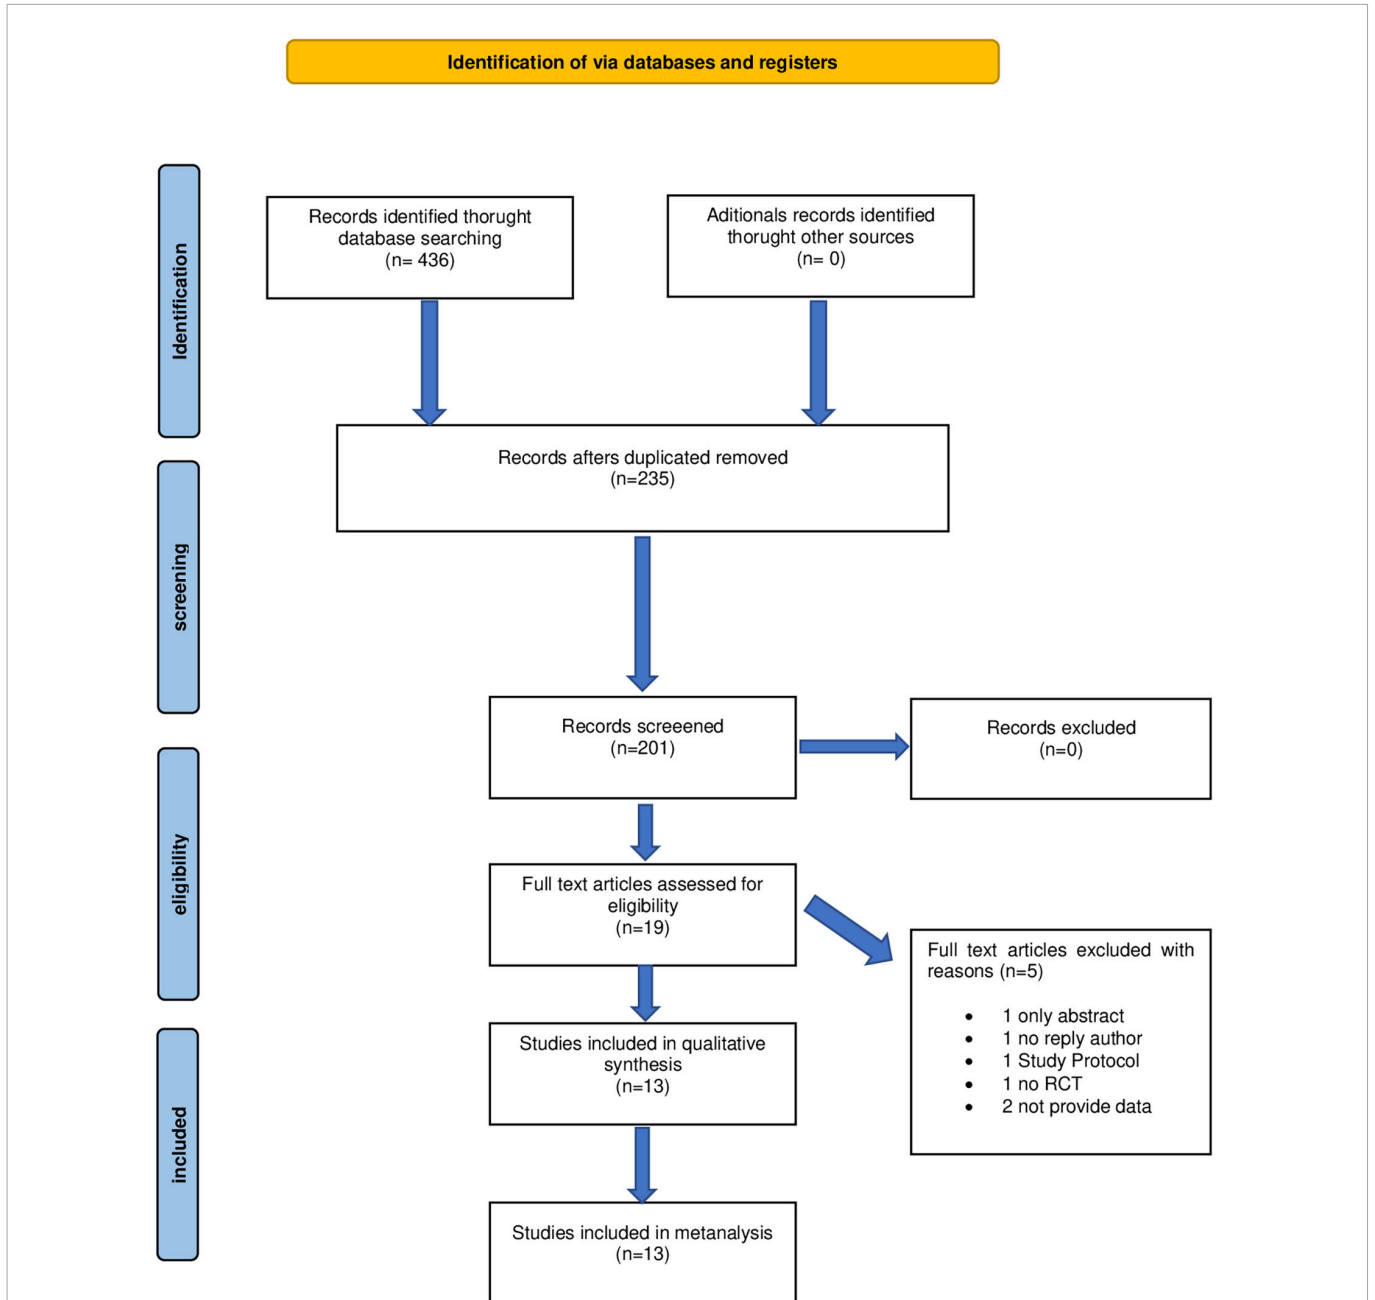 Identification of via databases and registers
Identification
Records identified thorught
database searching
(n= 436)
Aditionals records identified
thorught other sources
(n= 0)
Records afters duplicated removed
(n=235)
screening
Records screeened
(n=201)
Records excluded
(n=0)
eligibility
Full text articles assessed for
eligibility
(n=19)
Full text articles excluded with
reasons (n=5)
• 1 only abstract
• 1 no reply author
• 1 Study Protocol
• 1 no RCT
• 2 not provide data
included
Studies included in qualitative
synthesis
(n=13)
Studies included in metanalysis
(n=13)